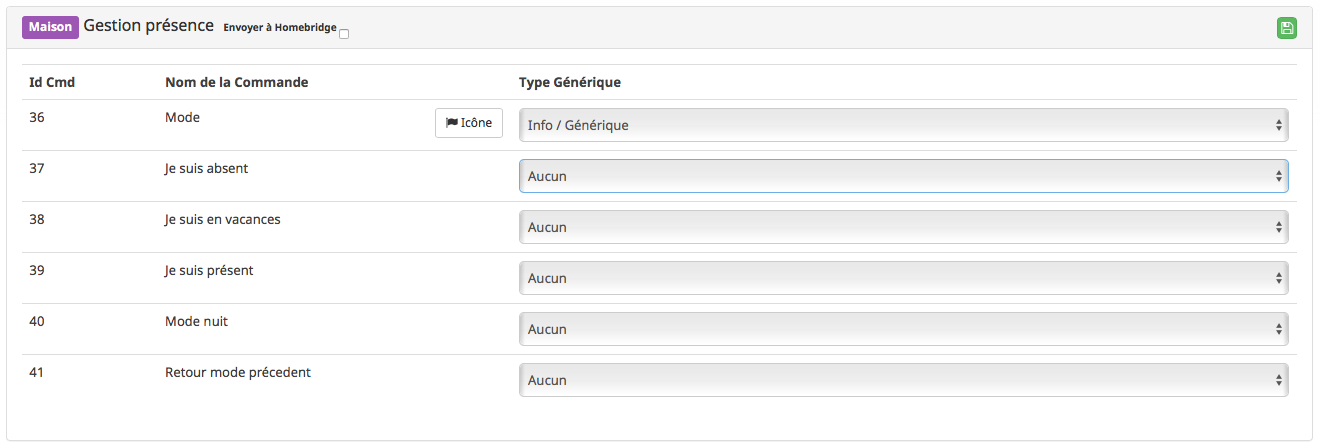 Maison Gestion présence Envoyer à Homebridge
Id Cmd Nom de la Commande Type Générique
36 Mode Icône Info / Générique
37 Je suis absent Aucun
38 Je suis en vacances Aucun
39 Je suis présent Aucun
40 Mode nuit Aucun
41 Retour mode précedent Aucun